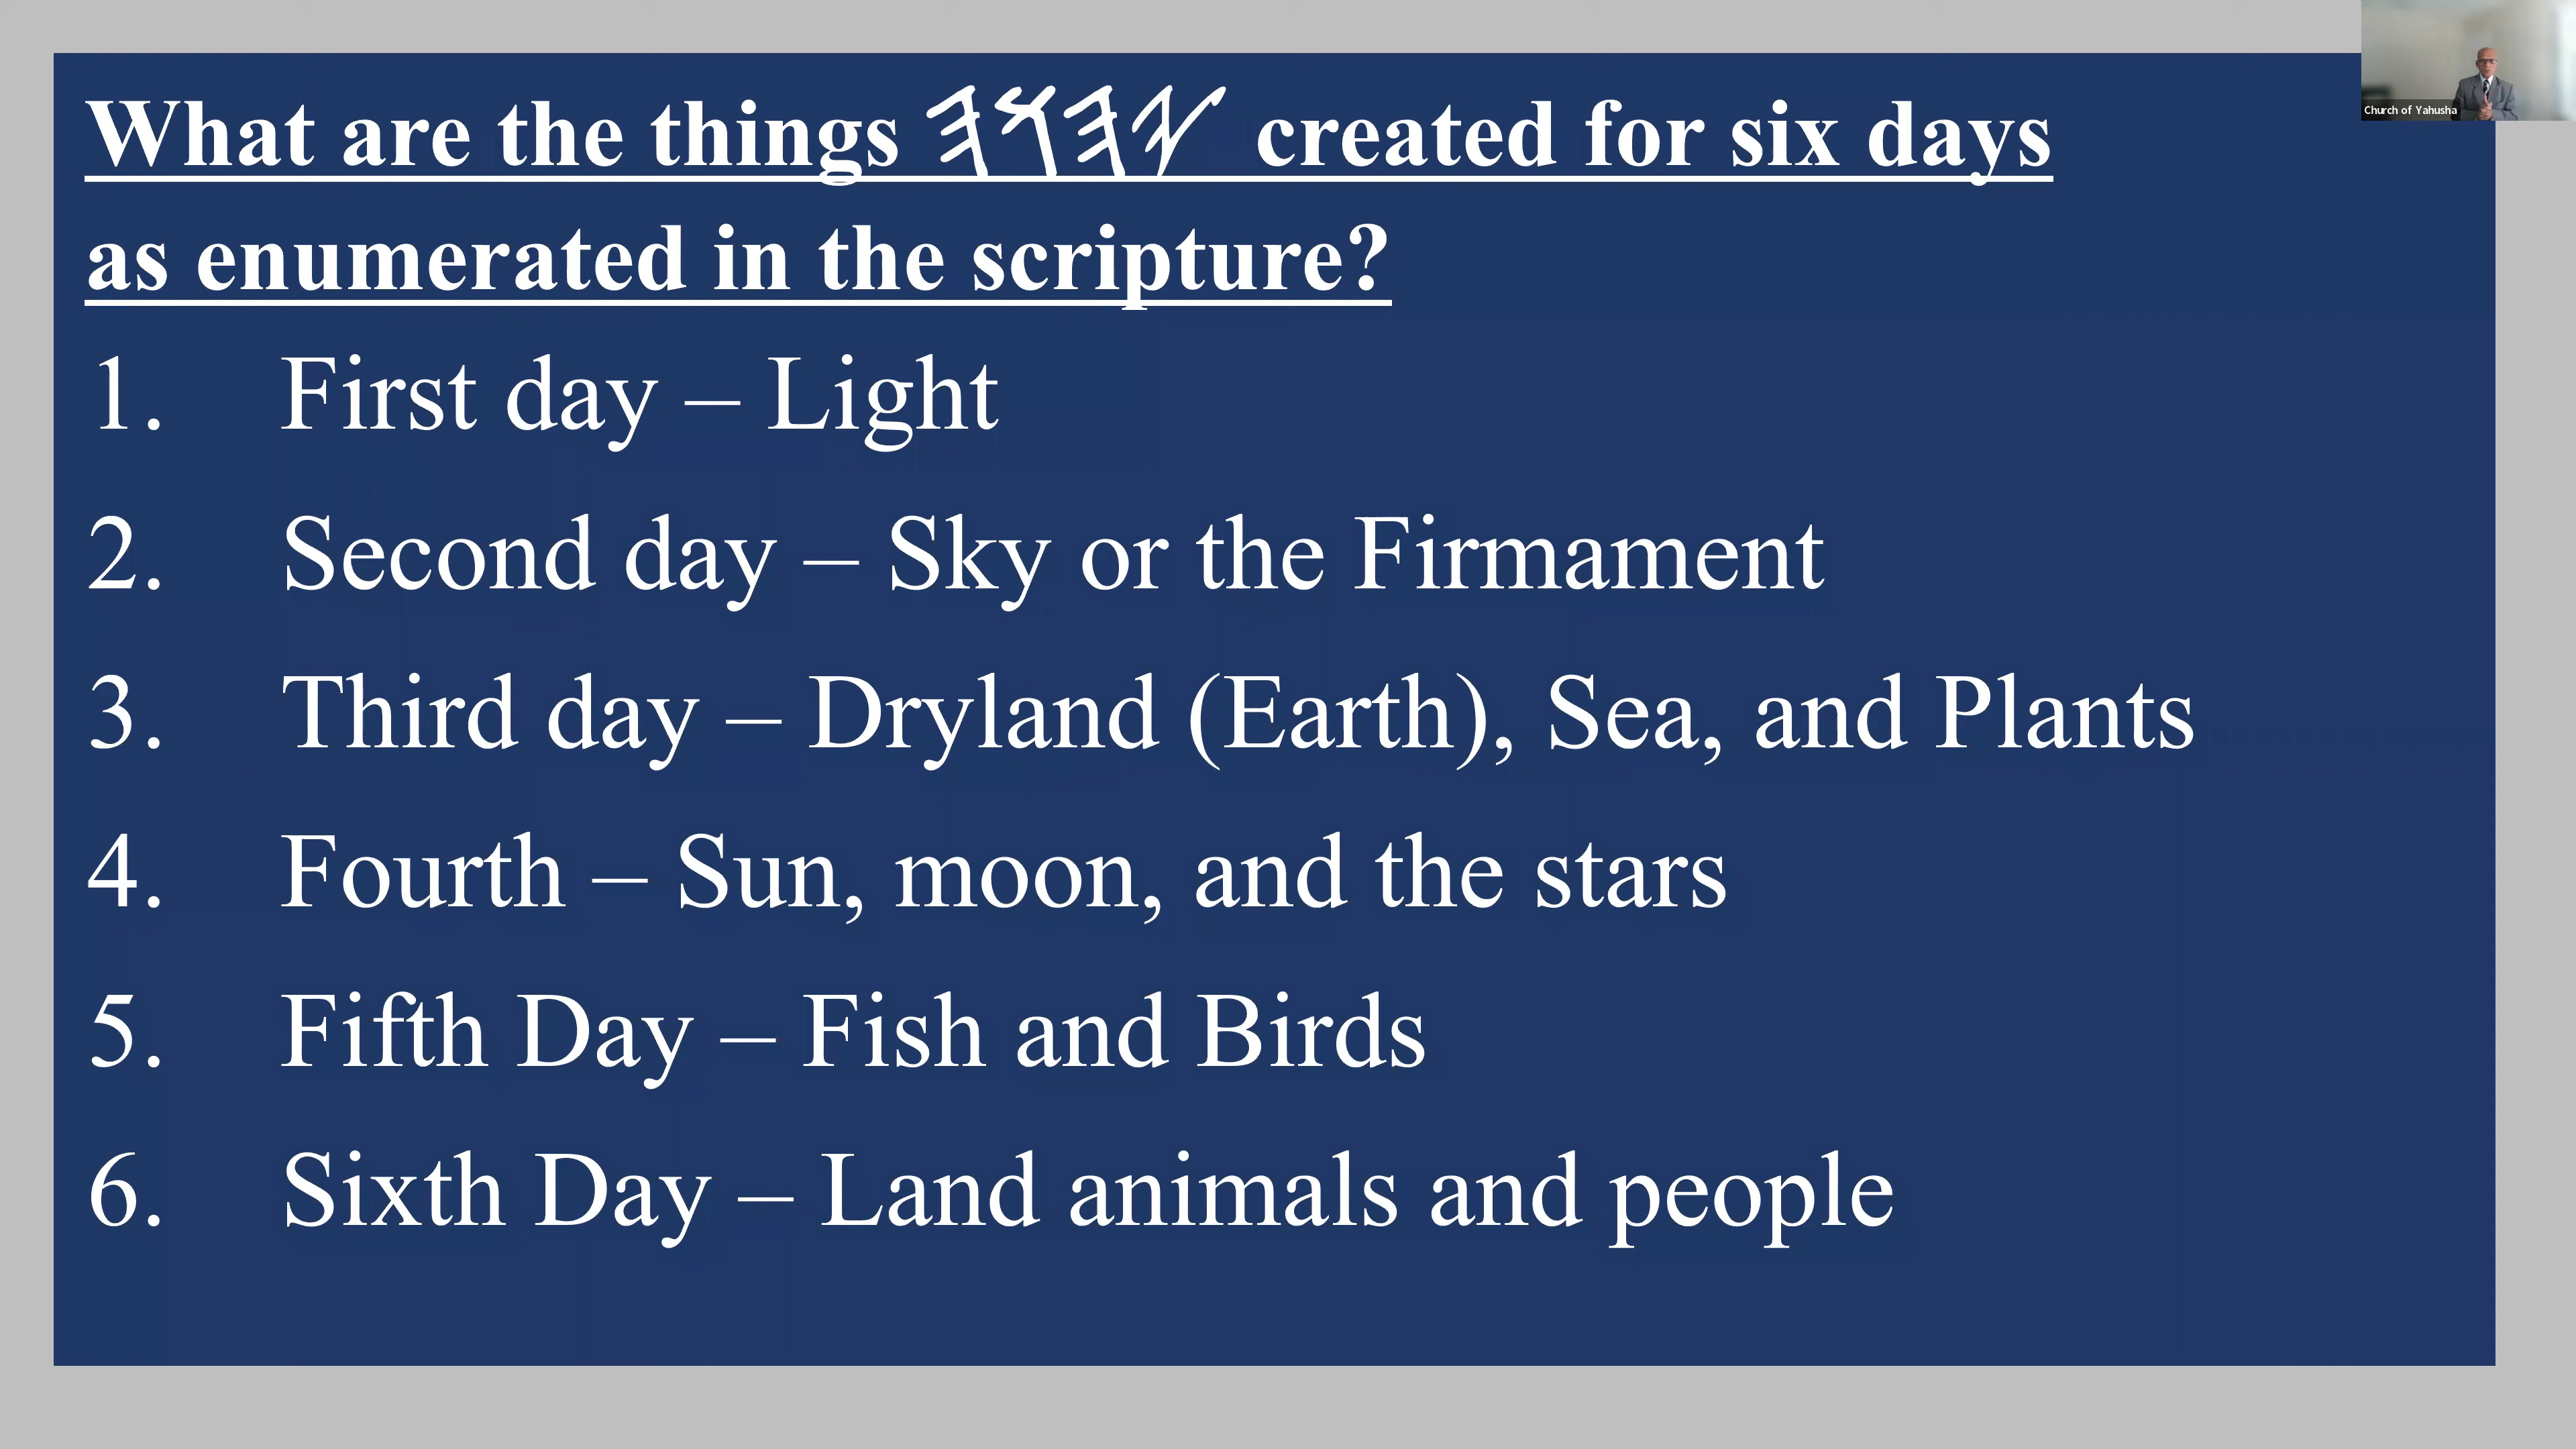 What are the things 𐤉𐤄𐤅𐤄 created for six days
as enumerated in the scripture?
1. First day – Light
2. Second day – Sky or the Firmament
3. Third day – Dryland (Earth), Sea, and Plants
4. Fourth – Sun, moon, and the stars
5. Fifth Day – Fish and Birds
6. Sixth Day – Land animals and people
Church of Yahusha